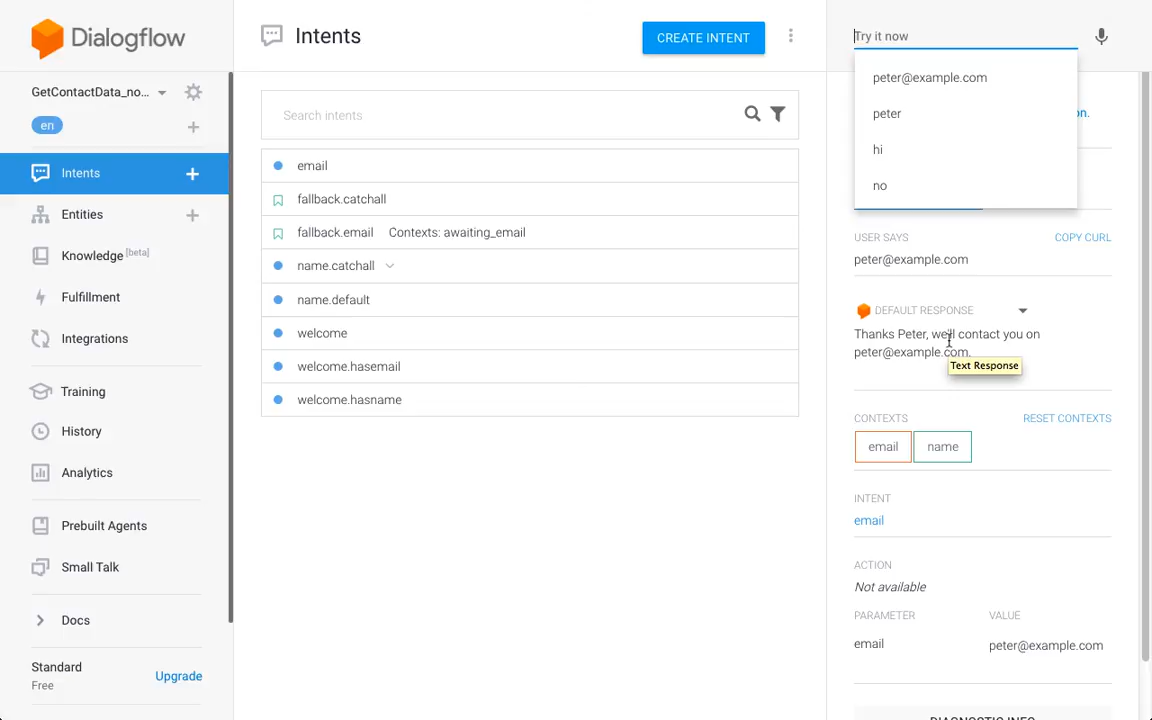 Dialogflow
GetContactData_no...
en
Intents
Entities
Knowledge [beta]
Fulfillment
Integrations
Training
History
Analytics
Prebuilt Agents
Small Talk
Docs
Standard
Free
Upgrade
Intents
CREATE INTENT
Search intents
email
fallback.catchall
fallback.email Contexts: awaiting_email
name.catchall
name.default
welcome
welcome.hasemail
welcome.hasname
Try it now
peter@example.com
peter
hi
no
on.
USER SAYS
COPY CURL
peter@example.com
DEFAULT RESPONSE
Thanks Peter, we'll contact you on
peter@example.com.
Text Response
CONTEXTS
RESET CONTEXTS
email
name
INTENT
email
ACTION
Not available
PARAMETER VALUE
email peter@example.com
DIAGNOSTIC INFO